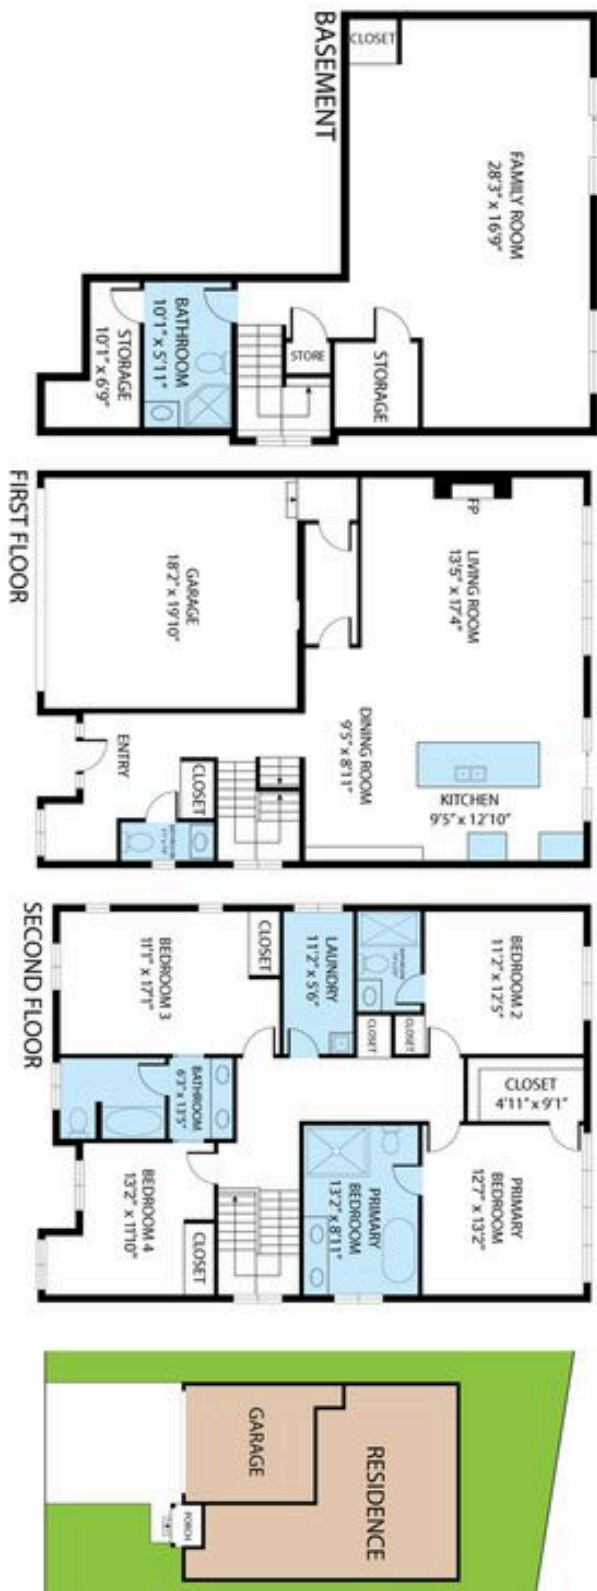 BASEMENT
CLOSET
FAMILY ROOM
28'3" x 16'9"
STORAGE
STORE
BATHROOM
10'1" x 5'11"
STORAGE
10'1" x 6'9"
FIRST FLOOR
FP
LIVING ROOM
13'5" x 17'4"
GARAGE
18'2" x 19'10"
DINING ROOM
9'5" x 8'11"
KITCHEN
9'5" x 12'10"
ENTRY
CLOSET
SECOND FLOOR
BEDROOM 2
11'2" x 12'5"
LAUNDRY
11'2" x 5'6"
CLOSET
BEDROOM 3
11'1" x 17'1"
CLOSET
CLOSET
CLOSET
4'11" x 9'1"
BATHROOM
6'3" x 13'5"
PRIMARY
BEDROOM
12'7" x 13'2"
PRIMARY
BEDROOM
13'2" x 8'11"
BEDROOM 4
13'2" x 11'10"
CLOSET
RESIDENCE
GARAGE
PORCH